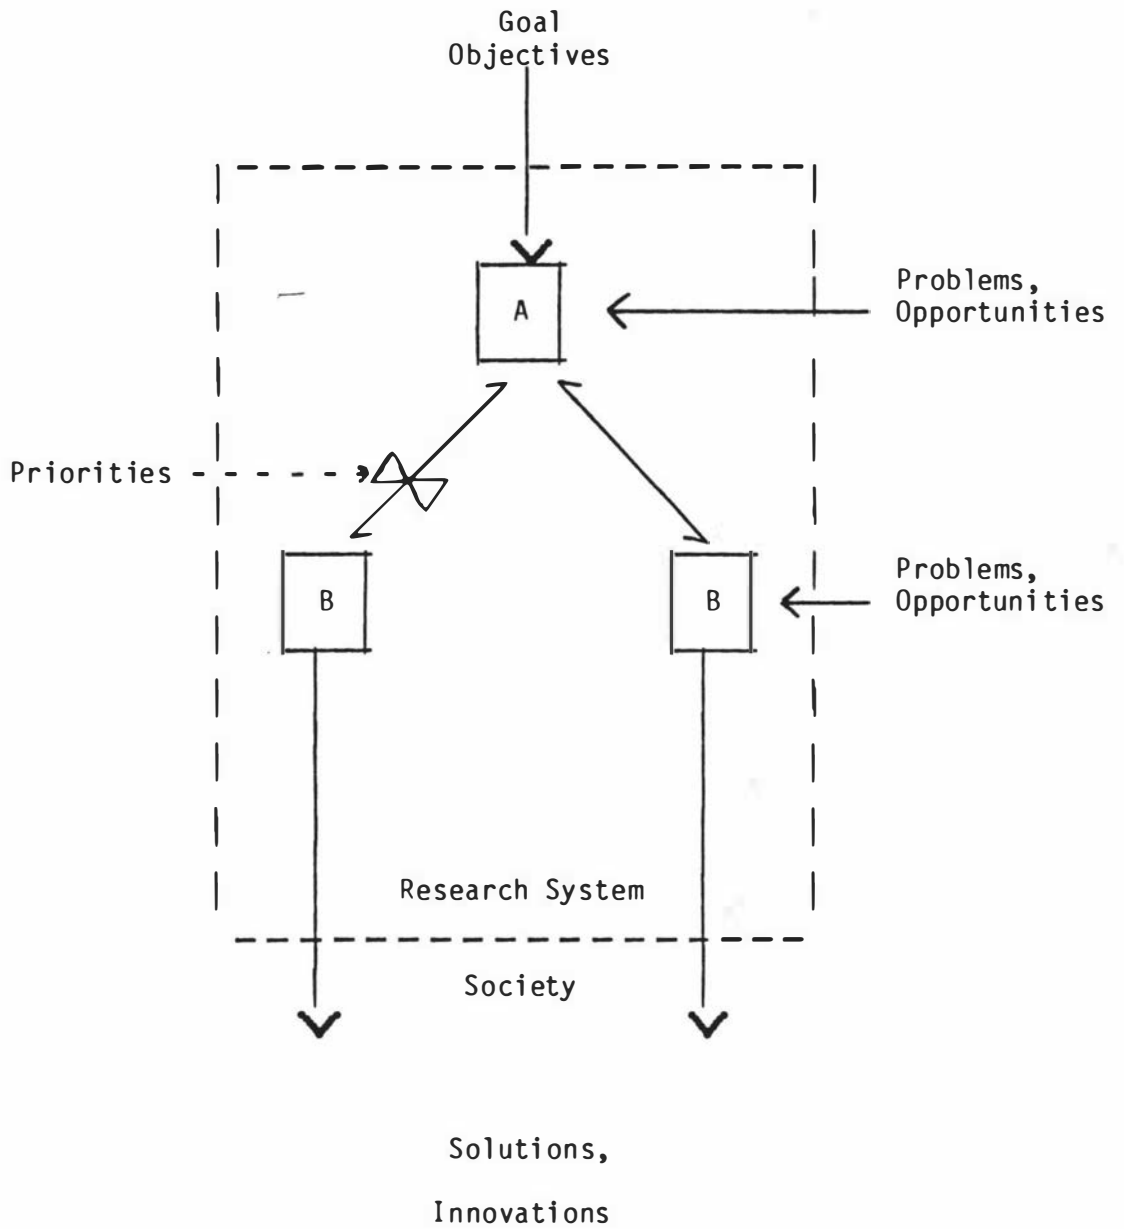 Goal
Objectives
A
Problems,
Opportunities
Priorities
B
B
Problems,
Opportunities
Research System
Society
Solutions,
Innovations